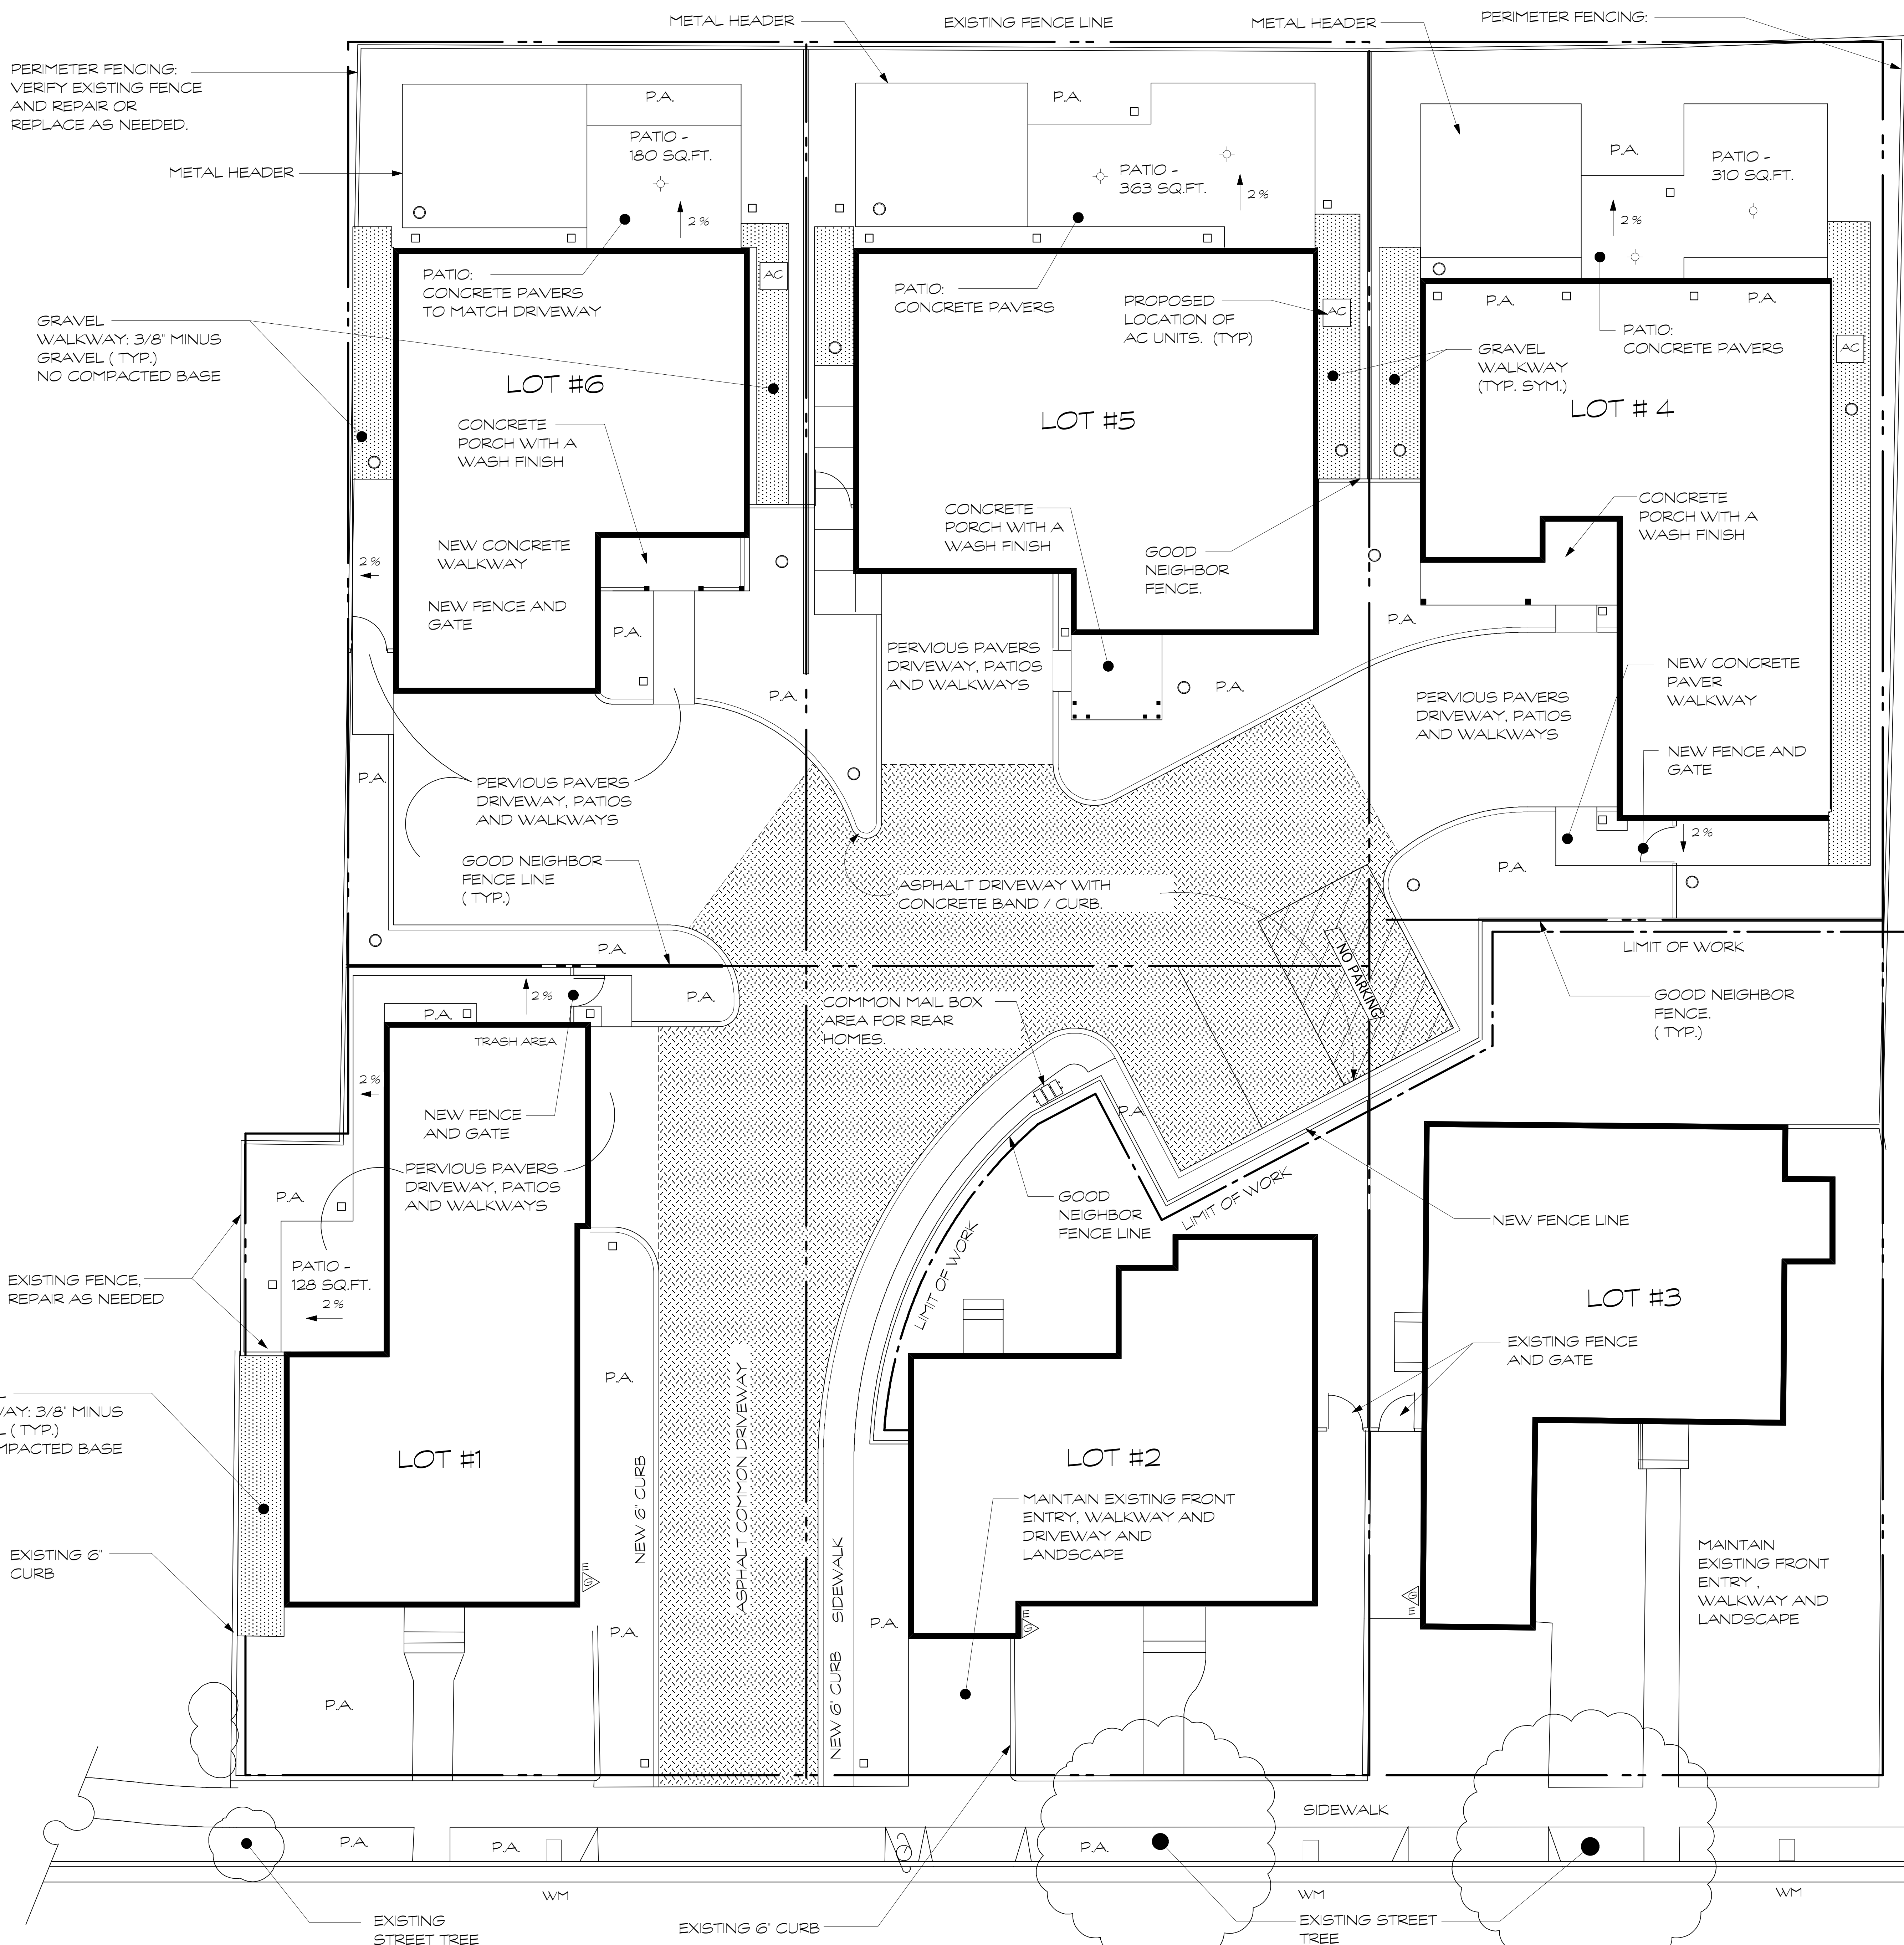 METAL HEADER
EXISTING FENCE LINE
METAL HEADER
PERIMETER FENCING:
PERIMETER FENCING:
VERIFY EXISTING FENCE
AND REPAIR OR
REPLACE AS NEEDED.
METAL HEADER
P.A.
PATIO -
180 SQ.FT.
2%
P.A.
PATIO -
363 SQ.FT.
2%
P.A.
PATIO -
310 SQ.FT.
2%
GRAVEL
WALKWAY: 3/8" MINUS
GRAVEL ( TYP.)
NO COMPACTED BASE
PATIO:
CONCRETE PAVERS
TO MATCH DRIVEWAY
AC
LOT #6
CONCRETE
PORCH WITH A
WASH FINISH
NEW CONCRETE
WALKWAY
NEW FENCE AND
GATE
2%
P.A.
PATIO:
CONCRETE PAVERS
PROPOSED
LOCATION OF
AC UNITS. (TYP)
AC
LOT #5
CONCRETE
PORCH WITH A
WASH FINISH
GOOD
NEIGHBOR
FENCE.
P.A.
P.A.
PATIO:
CONCRETE PAVERS
GRAVEL
WALKWAY
(TYP. SYM.)
AC
LOT # 4
CONCRETE
PORCH WITH A
WASH FINISH
P.A.
NEW CONCRETE
PAVER
WALKWAY
NEW FENCE AND
GATE
2%
PERVIOUS PAVERS
DRIVEWAY, PATIOS
AND WALKWAYS
P.A.
P.A.
PERVIOUS PAVERS
DRIVEWAY, PATIOS
AND WALKWAYS
P.A.
P.A.
PERVIOUS PAVERS
DRIVEWAY, PATIOS
AND WALKWAYS
GOOD NEIGHBOR
FENCE LINE
( TYP.)
ASPHALT DRIVEWAY WITH
CONCRETE BAND / CURB.
NO PARKING
LIMIT OF WORK
GOOD NEIGHBOR
FENCE.
( TYP.)
P.A.
P.A.
2%
P.A.
TRASH AREA
COMMON MAIL BOX
AREA FOR REAR
HOMES.
2%
NEW FENCE
AND GATE
P.A.
PERVIOUS PAVERS
DRIVEWAY, PATIOS
AND WALKWAYS
P.A.
GOOD
NEIGHBOR
FENCE LINE
LIMIT OF WORK
LIMIT OF WORK
NEW FENCE LINE
EXISTING FENCE,
REPAIR AS NEEDED
PATIO -
128 SQ.FT.
2%
LOT #3
EXISTING FENCE
AND GATE
P.A.
WAY: 3/8" MINUS
L ( TYP.)
MPACTED BASE
LOT #1
NEW 6" CURB
ASPHALT COMMON DRIVEWAY
NEW 6" CURB
SIDEWALK
LOT #2
MAINTAIN EXISTING FRONT
ENTRY, WALKWAY AND
DRIVEWAY AND
LANDSCAPE
MAINTAIN
EXISTING FRONT
ENTRY ,
WALKWAY AND
LANDSCAPE
EXISTING 6"
CURB
E
G
E
G
E
G
P.A.
P.A.
P.A.
SIDEWALK
P.A.
P.A.
P.A.
WM
WM
WM
EXISTING
STREET TREE
EXISTING 6" CURB
EXISTING STREET
TREE